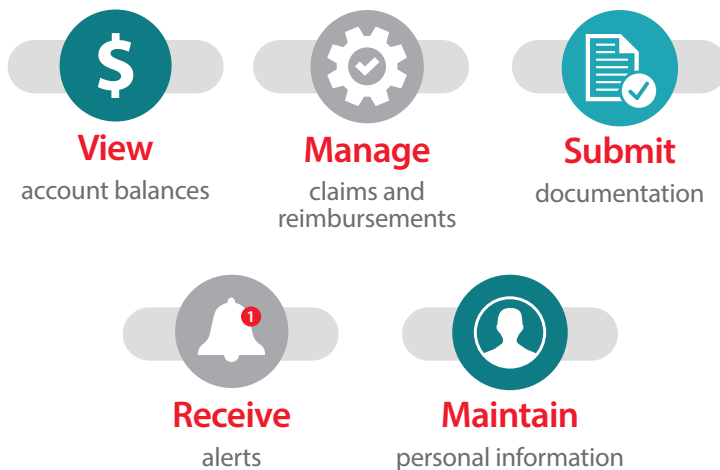 $
View
account balances
Manage
claims and
reimbursements
Submit
documentation
1
Receive
alerts
Maintain
personal information